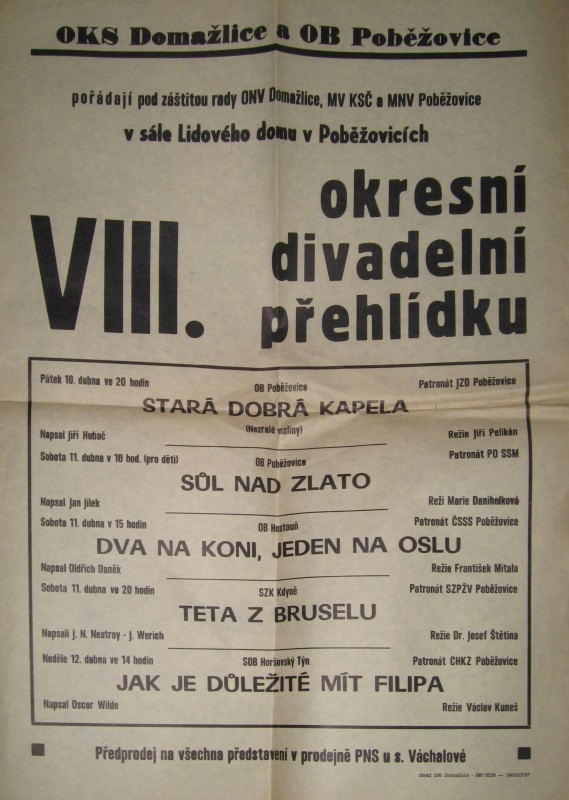 OKS Domažlice a OB Poběžovice
pořádají pod záštitou rady ONV Domažlice, MV KSČ a MNV Poběžovice
v sále Lidového domu v Poběžovicích
VIII. okresní
divadelní
přehlídku
Pátek 10. dubna ve 20 hodin OB Poběžovice Patronát JZD Poběžovice
STARÁ DOBRÁ KAPELA
(Nezralé maliny)
Napsal Jiří Hubač Režie Jiří Pelikán
Sobota 11. dubna v 10 hod. (pro děti) OB Poběžovice Patronát PO SSM
SŮL NAD ZLATO
Napsal Jan Jílek Reží Marie Danihelková
Sobota 11. dubna v 15 hodin OB Hostouň Patronát ČSSS Poběžovice
DVA NA KONI, JEDEN NA OSLU
Napsal Oldřich Daněk Režie František Mitala
Sobota 11. dubna ve 20 hodin SZK Kdyně Patronát SZPŽV Poběžovice
TETA Z BRUSELU
Napsali J. N. Nestroy - J. Werich Režie Dr. Josef Štětina
Neděle 12. dubna ve 14 hodin SOB Horšovský Týn Patronát CHKZ Poběžovice
JAK JE DŮLEŽITÉ MÍT FILIPA
Napsal Oscar Wilde Režie Václav Kuneš
Předprodej na všechna představení v prodejně PNS u s. Váchalové
Domažlice